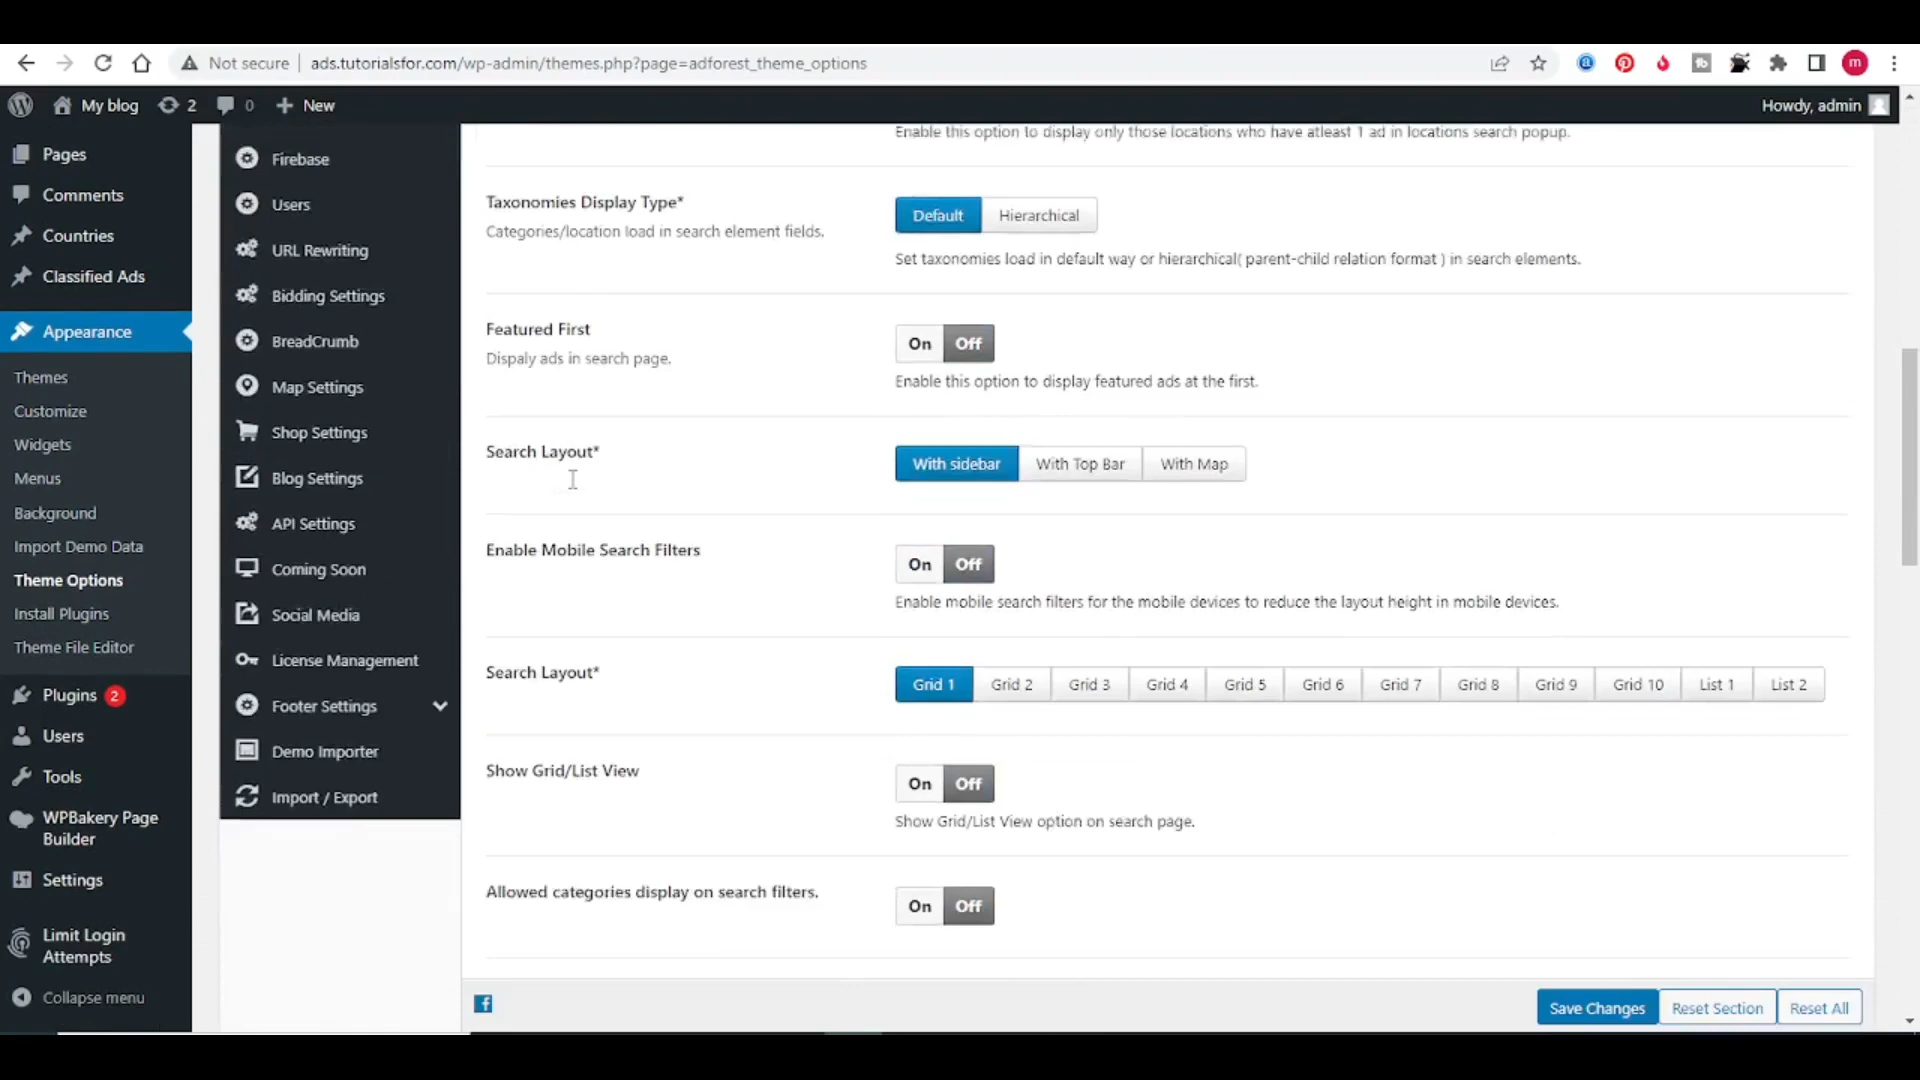 Not secure
ads.tutorialsfor.com/wp-admin/themes.php?page=adforest_theme_options
m
My blog
2
0
New
Howdy, admin
Pages
Comments
Countries
Classified Ads
Appearance
Themes
Customize
Widgets
Menus
Background
Import Demo Data
Theme Options
Install Plugins
Theme File Editor
Plugins 2
Users
Tools
WPBakery Page
Builder
Settings
Limit Login
Attempts
Collapse menu
Firebase
Users
URL Rewriting
Bidding Settings
BreadCrumb
Map Settings
Shop Settings
Blog Settings
API Settings
Coming Soon
Social Media
License Management
Footer Settings
Demo Importer
Import / Export
Enable this option to display only those locations who have atleast 1 ad in locations search popup.
Taxonomies Display Type*
Categories/location load in search element fields.
Default
Hierarchical
Set taxonomies load in default way or hierarchical( parent-child relation format ) in search elements.
Featured First
Dispaly ads in search page.
On
Off
Enable this option to display featured ads at the first.
Search Layout*
With sidebar
With Top Bar
With Map
Enable Mobile Search Filters
On
Off
Enable mobile search filters for the mobile devices to reduce the layout height in mobile devices.
Search Layout*
Grid 1
Grid 2
Grid 3
Grid 4
Grid 5
Grid 6
Grid 7
Grid 8
Grid 9
Grid 10
List 1
List 2
Show Grid/List View
On
Off
Show Grid/List View option on search page.
Allowed categories display on search filters.
On
Off
Save Changes
Reset Section
Reset All